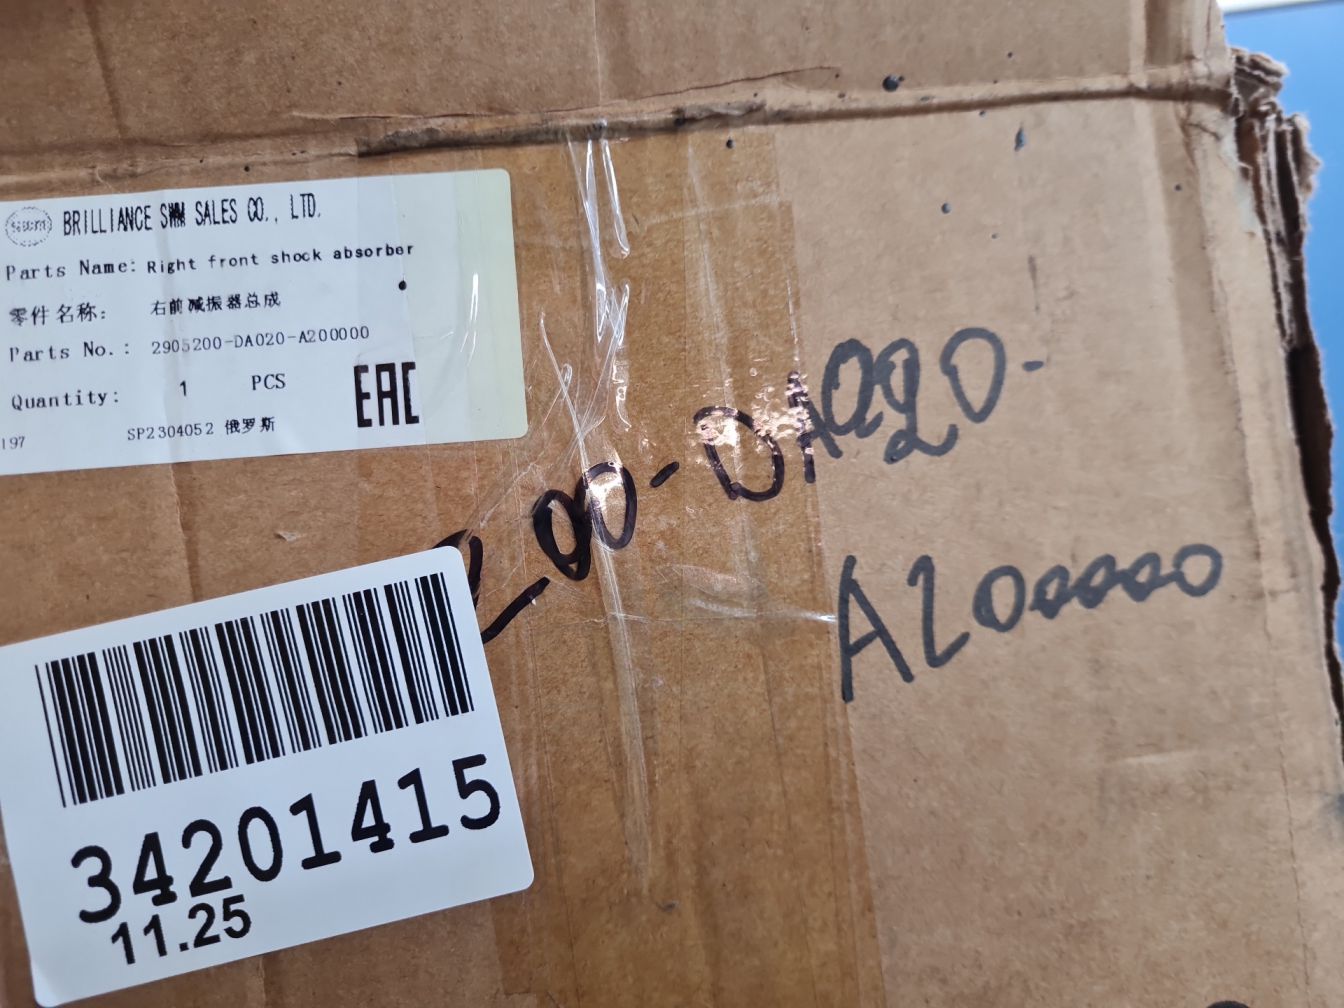 BRILLIANCE SWM SALES CO., LTD.
Parts Name: Right front shock absorber
零件名称: 右前减振器总成
Parts No.: 2905200-DA020-A200000
Quantity: 1 PCS
EAC
197 SP2304052 俄罗斯
200-DA020-
A200000
34201415
11.25